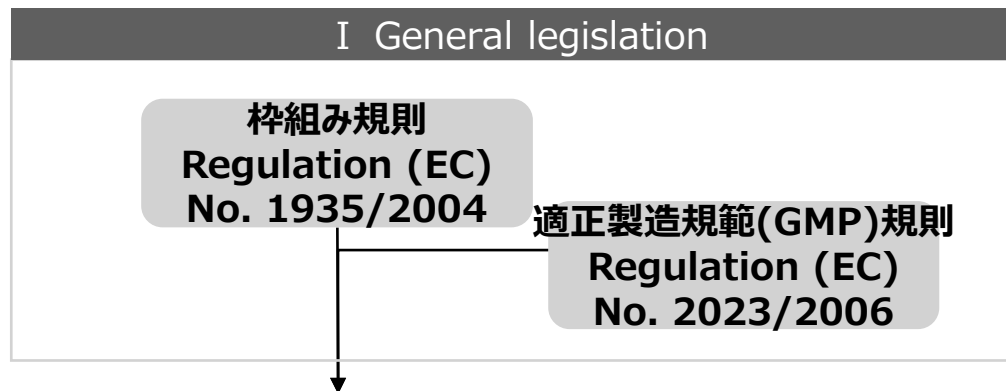 Ⅰ General legislation
枠組み規則
Regulation (EC)
No. 1935/2004
適正製造規範(GMP)規則
Regulation (EC)
No. 2023/2006